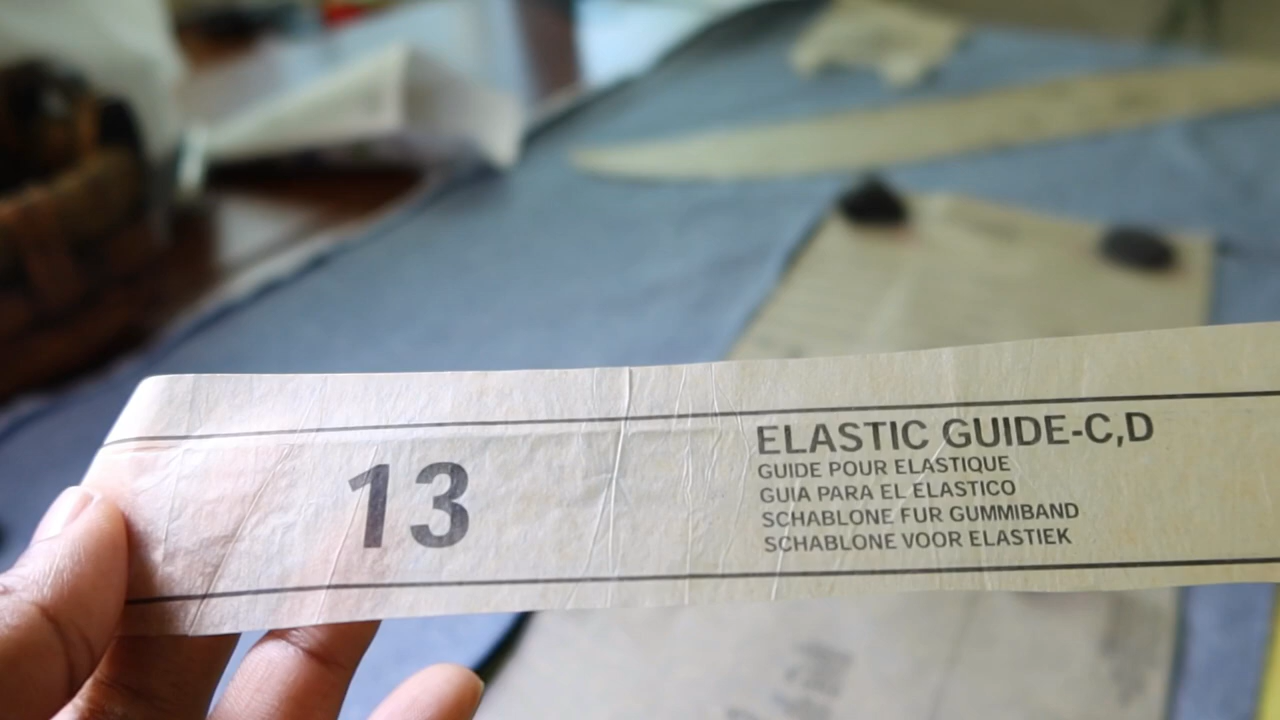 13
ELASTIC GUIDE-C,D
GUIDE POUR ELASTIQUE
GUIA PARA EL ELASTICO
SCHABLONE FUR GUMMIBAND
SCHABLONE VOOR ELASTIEK